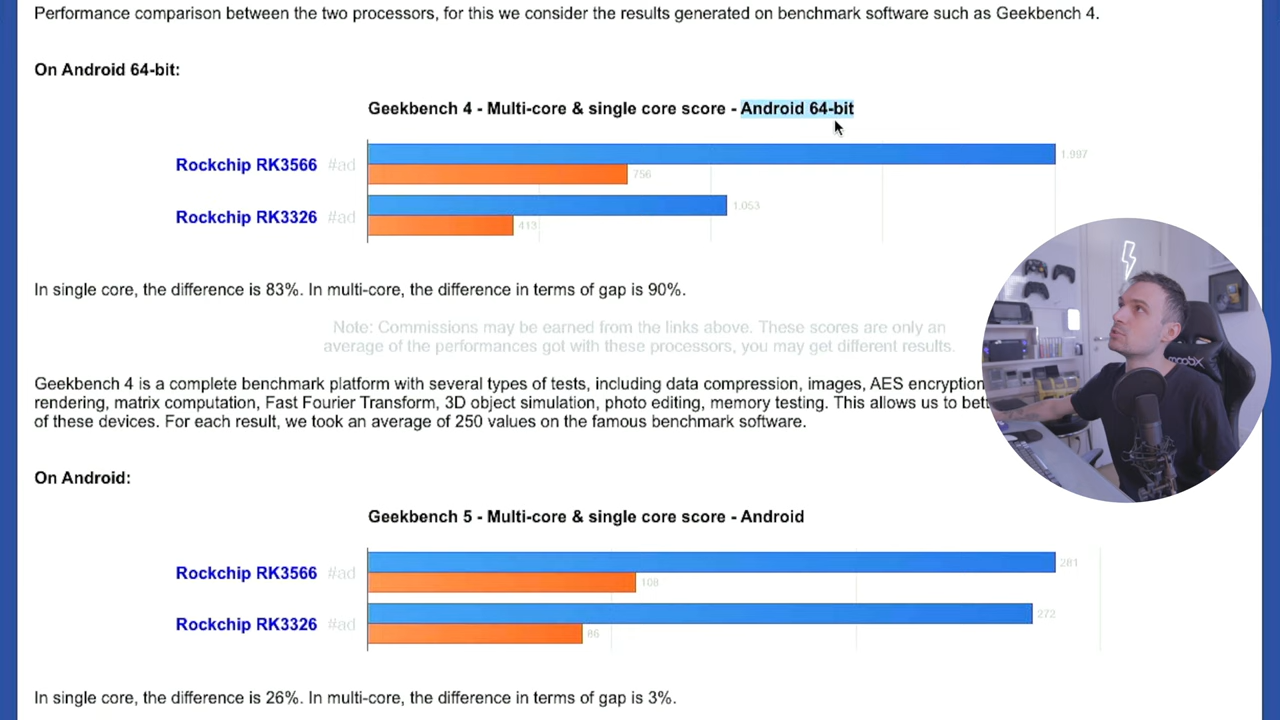 Performance comparison between the two processors, for this we consider the results generated on benchmark software such as Geekbench 4.
On Android 64-bit:
Geekbench 4 - Multi-core & single core score - Android 64-bit
Rockchip RK3566 #ad
1.997
756
Rockchip RK3326 #ad
1.053
413
In single core, the difference is 83%. In multi-core, the difference in terms of gap is 90%.
Note: Commissions may be earned from the links above. These scores are only an
average of the performances got with these processors, you may get different results.
Geekbench 4 is a complete benchmark platform with several types of tests, including data compression, images, AES encryption
rendering, matrix computation, Fast Fourier Transform, 3D object simulation, photo editing, memory testing. This allows us to bet
of these devices. For each result, we took an average of 250 values on the famous benchmark software.
On Android:
Geekbench 5 - Multi-core & single core score - Android
Rockchip RK3566 #ad
281
108
Rockchip RK3326 #ad
272
86
In single core, the difference is 26%. In multi-core, the difference in terms of gap is 3%.